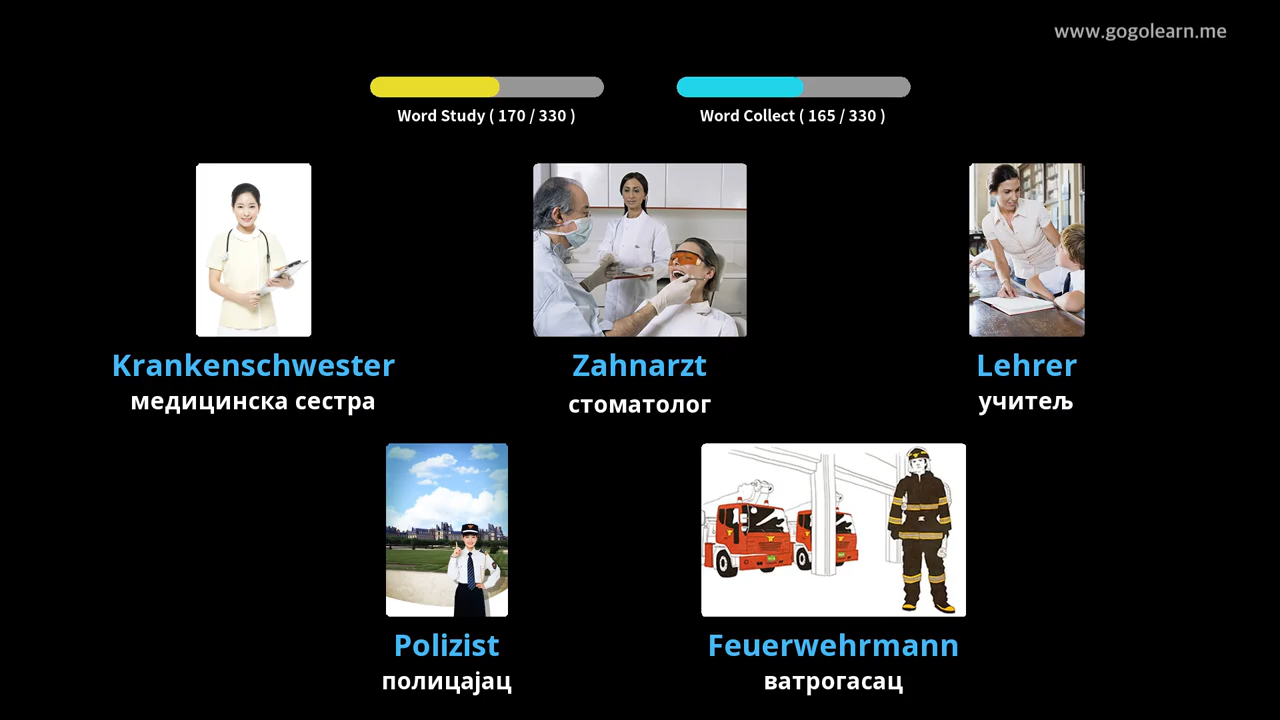 www.gogolearn.me
Word Study ( 170 / 330 )
Word Collect ( 165 / 330 )
Krankenschwester
медицинска сестра
Zahnarzt
стоматолог
Lehrer
учитељ
Polizist
полицајац
Feuerwehrmann
ватрогасац